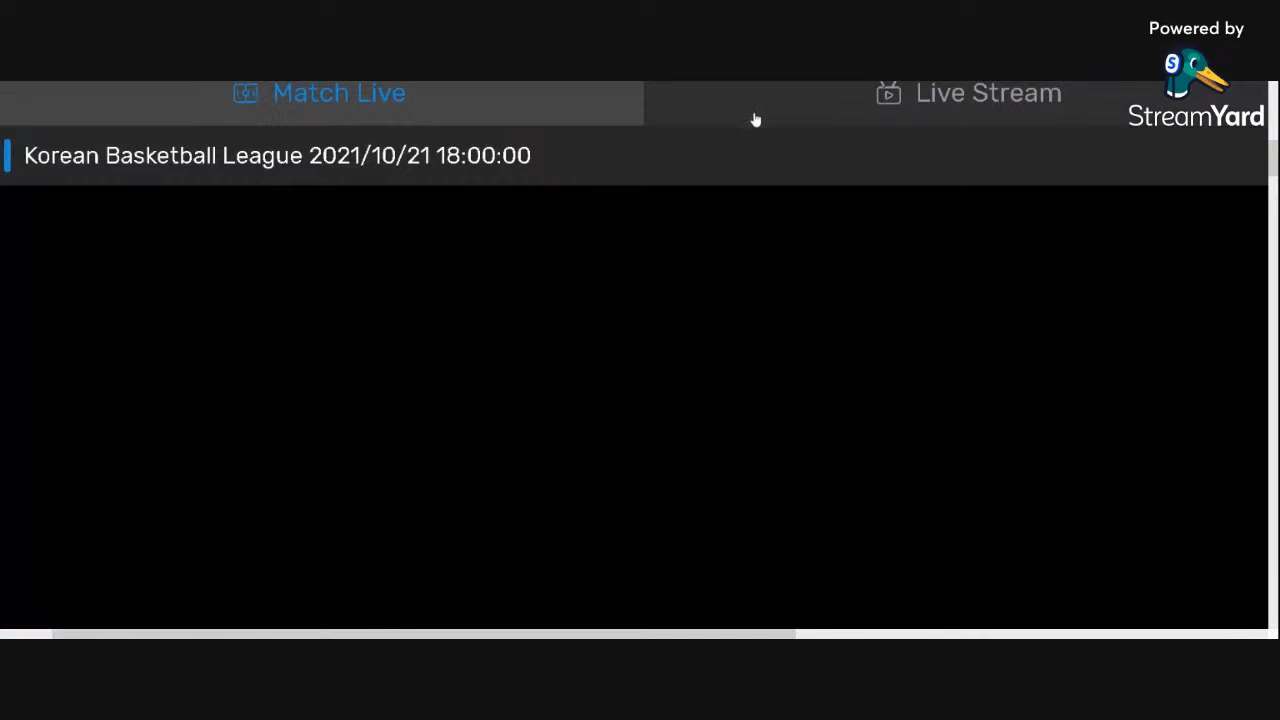 Powered by
StreamYard
Match Live
Live Stream
Korean Basketball League 2021/10/21 18:00:00